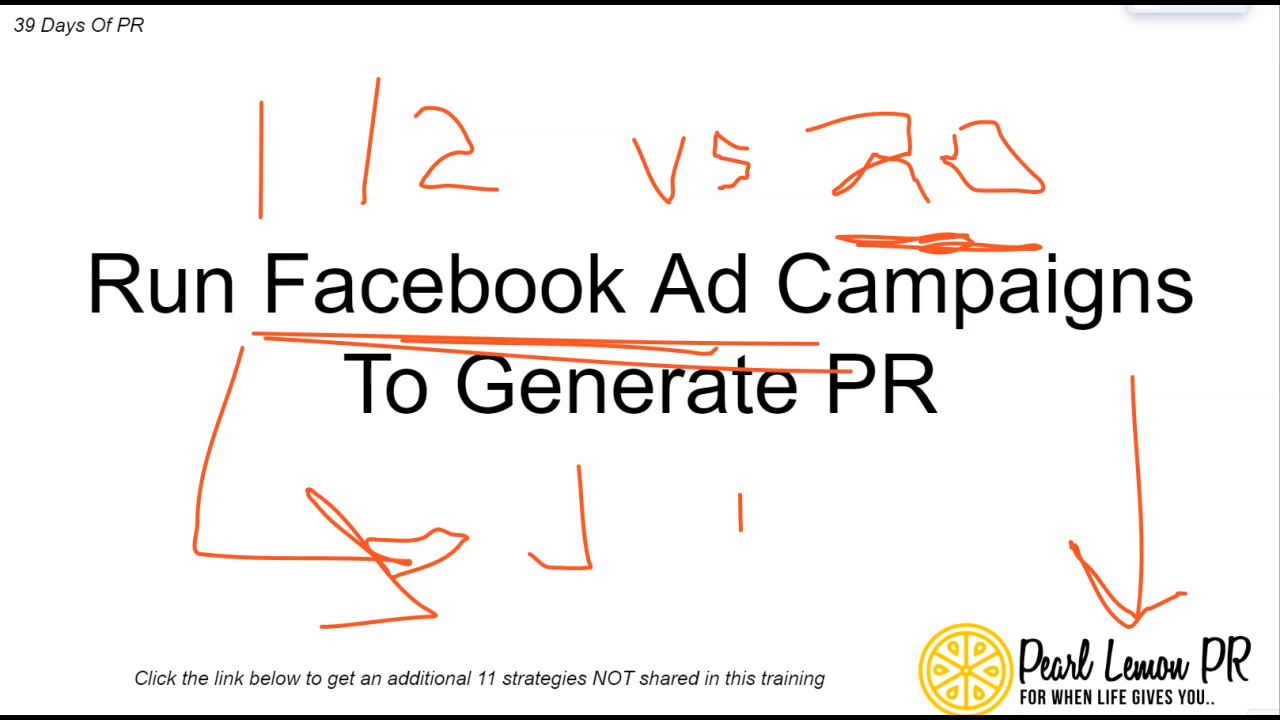 39 Days Of PR
1 / 2 vs 20
Run Facebook Ad Campaigns
To Generate PR
J
Click the link below to get an additional 11 strategies NOT shared in this training
Pearl Lemon PR
FOR WHEN LIFE GIVES YOU..